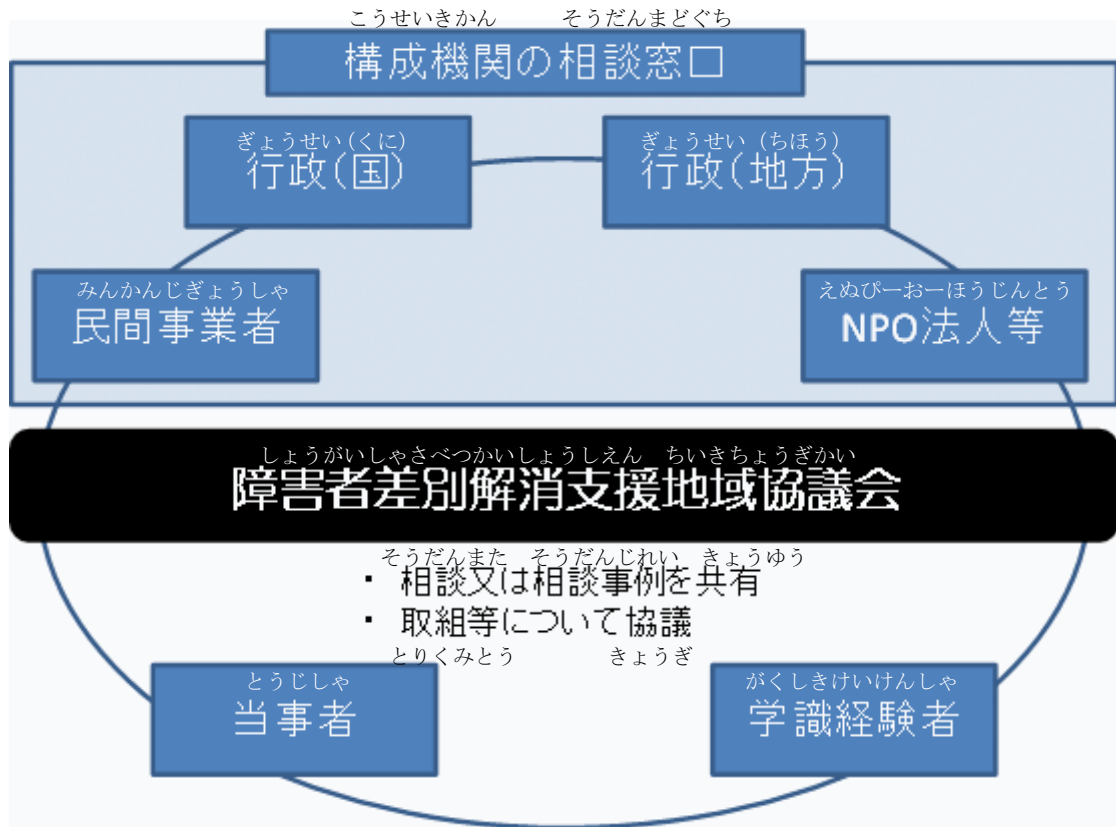 こうせいきかん　そうだんまどぐち
構成機関の相談窓口
ぎょうせい(くに)
行政(国)
ぎょうせい (ちほう)
行政(地方)
みんかんじぎょうしゃ
民間事業者
えぬぴーおーほうじんとう
NPO法人等
しょうがいしゃさべつかいしょうしえん　ちいきちょうぎかい
障害者差別解消支援地域協議会
そうだんまた　そうだんじれい　きょうゆう
・ 相談又は相談事例を共有
・ 取組等について協議
とりくみとう　きょうぎ
とうじしゃ
当事者
がくしきけいけんしゃ
学識経験者